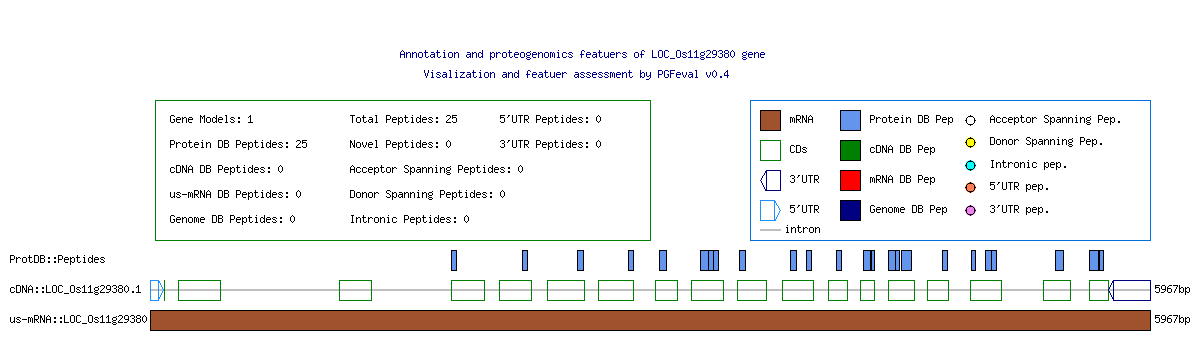 Annotation and proteogenomics featuers of LOC_Os11g29380 gene
Visalization and featuer assessment by PGFeval v0.4
Gene Models: 1 Total Peptides: 25 5'UTR Peptides: 0
Protein DB Peptides: 25 Novel Peptides: 0 3'UTR Peptides: 0
cDNA DB Peptides: 0 Acceptor Spanning Peptides: 0
us-mRNA DB Peptides: 0 Donor Spanning Peptides: 0
Genome DB Peptides: 0 Intronic Peptides: 0
mRNA Protein DB Pep Acceptor Spanning Pep.
CDs cDNA DB Pep Donor Spanning Pep.
3'UTR mRNA DB Pep Intronic pep.
5'UTR Genome DB Pep 5'UTR pep.
intron 3'UTR pep.
ProtDB::Peptides
cDNA::LOC_Os11g29380.1 5967bp
us-mRNA::LOC_Os11g29380 5967bp